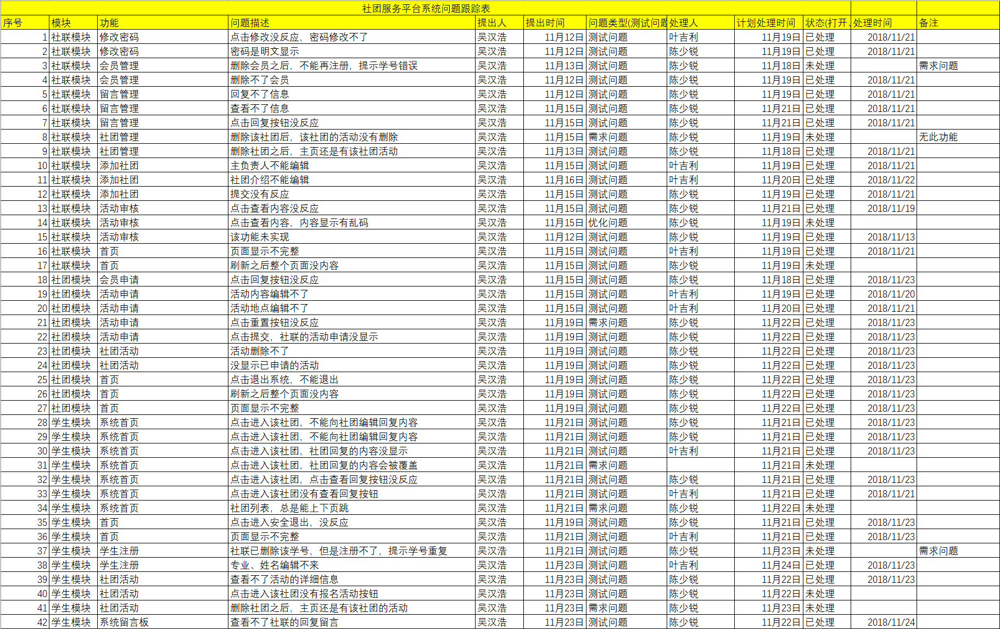 社团服务平台系统问题跟踪表
序号 模块 功能 问题描述 提出人 提出时间 问题类型(测试问题 处理人 计划处理时间 状态(打开、 处理时间 备注
1 社联模块 修改密码 点击修改没反应，密码修改不了 吴汉浩 11月12日 测试问题 叶吉利 11月19日 已处理 2018/11/21
2 社联模块 修改密码 密码是明文显示 吴汉浩 11月12日 测试问题 陈少锐 11月19日 已处理 2018/11/21
3 社联模块 会员管理 删除会员之后，不能再注册，提示学号错误 吴汉浩 11月13日 测试问题 陈少锐 11月18日 未处理 需求问题
4 社联模块 会员管理 删除不了会员 吴汉浩 11月12日 测试问题 陈少锐 11月19日 已处理 2018/11/21
5 社联模块 留言管理 回复不了信息 吴汉浩 11月12日 测试问题 陈少锐 11月19日 已处理 2018/11/21
6 社联模块 留言管理 查看不了信息 吴汉浩 11月15日 测试问题 陈少锐 11月21日 已处理 2018/11/21
7 社联模块 留言管理 点击回复按钮没反应 吴汉浩 11月15日 测试问题 陈少锐 11月21日 已处理 2018/11/21
8 社联模块 社团管理 删除该社团后，该社团的活动没有删除 吴汉浩 11月15日 需求问题 陈少锐 11月19日 未处理 无此功能
9 社联模块 社团管理 删除社团之后，主页还是有该社团活动 吴汉浩 11月13日 测试问题 陈少锐 11月18日 已处理 2018/11/21
10 社联模块 添加社团 主负责人不能编辑 吴汉浩 11月15日 测试问题 叶吉利 11月19日 已处理 2018/11/21
11 社联模块 添加社团 社团介绍不能编辑 吴汉浩 11月16日 测试问题 叶吉利 11月20日 已处理 2018/11/22
12 社联模块 添加社团 提交没有反应 吴汉浩 11月15日 测试问题 陈少锐 11月19日 已处理 2018/11/21
13 社联模块 活动审核 点击查看内容没反应 吴汉浩 11月15日 测试问题 陈少锐 11月21日 已处理 2018/11/19
14 社联模块 活动审核 点击查看内容，内容显示有乱码 吴汉浩 11月15日 优化问题 陈少锐 11月19日 未处理
15 社联模块 活动审核 该功能未实现 吴汉浩 11月12日 测试问题 陈少锐 11月19日 已处理 2018/11/13
16 社联模块 首页 页面显示不完整 吴汉浩 11月15日 测试问题 叶吉利 11月19日 已处理 2018/11/21
17 社联模块 首页 刷新之后整个页面没内容 吴汉浩 11月15日 测试问题 陈少锐 11月19日 未处理
18 社团模块 会员申请 点击回复按钮没反应 吴汉浩 11月15日 测试问题 陈少锐 11月18日 已处理 2018/11/23
19 社团模块 活动申请 活动内容编辑不了 吴汉浩 11月15日 测试问题 叶吉利 11月19日 已处理 2018/11/20
20 社团模块 活动申请 活动地点编辑不了 吴汉浩 11月15日 测试问题 叶吉利 11月20日 已处理 2018/11/21
21 社团模块 活动申请 点击重置按钮没反应 吴汉浩 11月19日 需求问题 陈少锐 11月22日 已处理 2018/11/23
22 社团模块 活动申请 点击提交，社联的活动申请没显示 吴汉浩 11月19日 测试问题 陈少锐 11月22日 已处理 2018/11/23
23 社团模块 社团活动 活动删除不了 吴汉浩 11月19日 测试问题 陈少锐 11月22日 已处理 2018/11/23
24 社团模块 社团活动 没显示已申请的活动 吴汉浩 11月19日 测试问题 陈少锐 11月22日 已处理 2018/11/23
25 社团模块 首页 点击退出系统，不能退出 吴汉浩 11月19日 测试问题 陈少锐 11月22日 已处理 2018/11/23
26 社团模块 首页 刷新之后整个页面没内容 吴汉浩 11月19日 测试问题 陈少锐 11月22日 已处理 2018/11/23
27 社团模块 首页 页面显示不完整 吴汉浩 11月19日 测试问题 陈少锐 11月22日 已处理 2018/11/23
28 学生模块 系统首页 点击进入该社团，不能向社团编辑回复内容 吴汉浩 11月21日 测试问题 陈少锐 11月21日 已处理 2018/11/23
29 学生模块 系统首页 点击进入该社团，不能向社团编辑回复内容 吴汉浩 11月21日 测试问题 陈少锐 11月21日 已处理 2018/11/23
30 学生模块 系统首页 点击进入该社团，社团回复的内容没显示 吴汉浩 11月21日 测试问题 叶吉利 11月21日 已处理 2018/11/23
31 学生模块 系统首页 点击进入该社团，社团回复的内容会被覆盖 吴汉浩 11月21日 需求问题 11月21日 未处理
32 学生模块 系统首页 点击进入该社团，点击查看回复按钮没反应 吴汉浩 11月21日 测试问题 陈少锐 11月21日 已处理 2018/11/23
33 学生模块 系统首页 点击进入该社团没有查看回复按钮 吴汉浩 11月21日 测试问题 叶吉利 11月21日 已处理 2018/11/21
34 学生模块 系统首页 社团列表，总是能上下页跳 吴汉浩 11月21日 需求问题 陈少锐 11月22日 未处理
35 学生模块 首页 点击进入安全退出，没反应 吴汉浩 11月19日 测试问题 陈少锐 11月21日 已处理 2018/11/23
36 学生模块 首页 页面显示不完整 吴汉浩 11月21日 测试问题 叶吉利 11月21日 已处理 2018/11/23
37 学生模块 学生注册 社联已删除该学号，但是注册不了，提示学号重复 吴汉浩 11月21日 测试问题 陈少锐 11月23日 未处理 需求问题
38 学生模块 学生注册 专业、姓名编辑不来 吴汉浩 11月23日 测试问题 叶吉利 11月24日 已处理 2018/11/23
39 学生模块 社团活动 查看不了活动的详细信息 吴汉浩 11月23日 测试问题 陈少锐 11月22日 已处理 2018/11/23
40 学生模块 社团活动 点击进入该社团没有报名活动按钮 吴汉浩 11月23日 测试问题 陈少锐 11月22日 未处理
41 学生模块 社团活动 删除社团之后，主页还是有该社团的活动 吴汉浩 11月23日 需求问题 陈少锐 11月23日 未处理
42 学生模块 系统留言板 查看不了社联的回复留言 吴汉浩 11月23日 测试问题 陈少锐 11月22日 已处理 2018/11/24